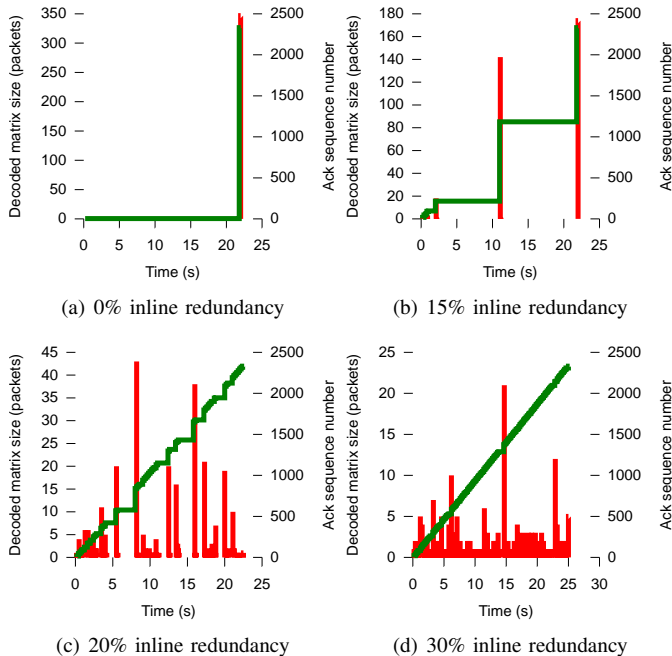 Decoded matrix size (packets)
350
300
250
200
150
100
50
0
2500
2000
1500
1000
500
0
Ack sequence number
0 5 10 15 20 25
Time (s)
(a) 0% inline redundancy
Decoded matrix size (packets)
180
160
140
120
100
80
60
40
20
0
2500
2000
1500
1000
500
0
Ack sequence number
0 5 10 15 20 25
Time (s)
(b) 15% inline redundancy
Decoded matrix size (packets)
45
40
35
30
25
20
15
10
5
0
2500
2000
1500
1000
500
0
Ack sequence number
0 5 10 15 20 25
Time (s)
(c) 20% inline redundancy
Decoded matrix size (packets)
25
20
15
10
5
0
2500
2000
1500
1000
500
0
Ack sequence number
0 5 10 15 20 25 30
Time (s)
(d) 30% inline redundancy